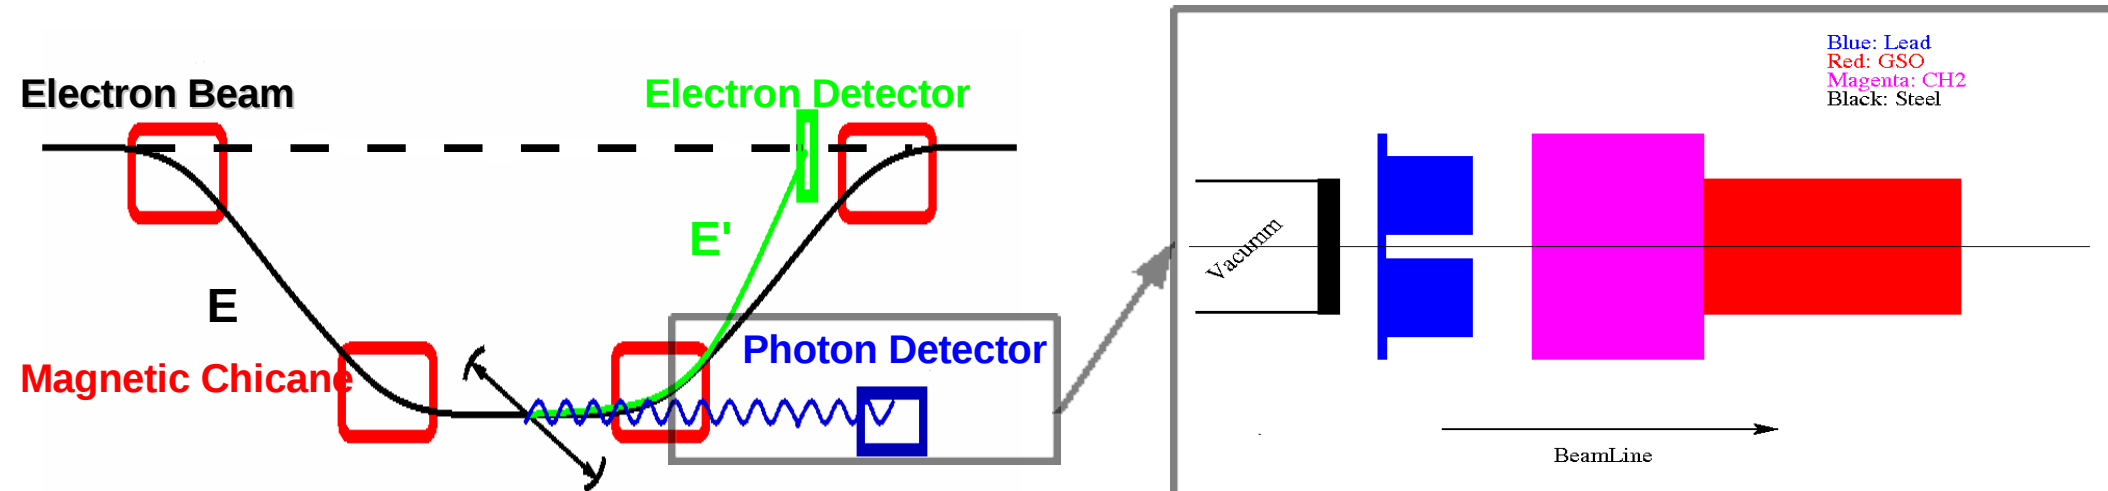 Electron Beam
Electron Detector
E'
E
Photon Detector
Magnetic Chicane
Blue: Lead
Red: GSO
Magenta: CH2
Black: Steel
Vacumm
BeamLine